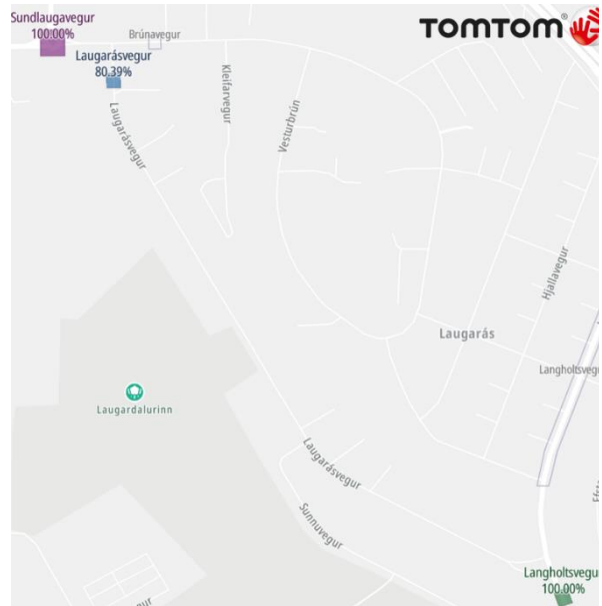 Sundlaugavegur
100.00%
TOMTOM
Brúnavegur
Laugarásvegur
80.39%
Kleifarvegur
Vesturbrún
Laugarásvegur
Hjallavegur
Laugarás
Langholtsvegu
Laugardalurinn
Laugarásvegur
Sunnuvegur
Langholtsvegur
100.00%